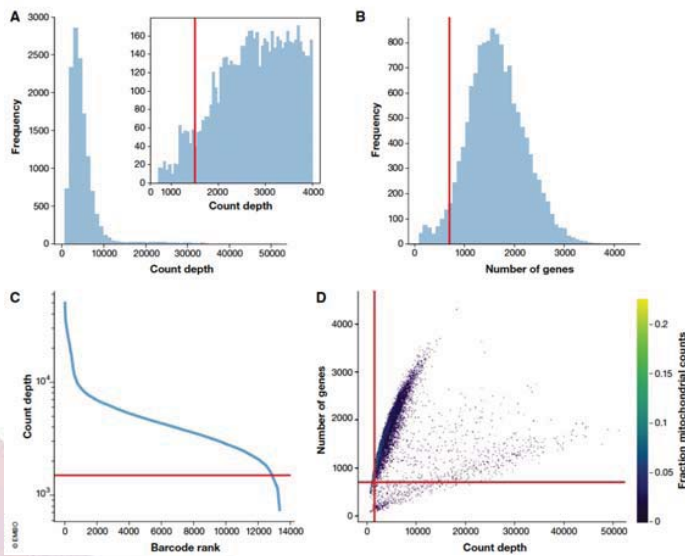 A
3000
2500
2000
1500
1000
500
0
Frequency
0 10000 20000 30000 40000 50000
Count depth
160
140
120
100
80
60
40
20
0
1000 2000 3000 4000
Count depth
B
800
700
600
500
400
300
200
100
0
Frequency
0 1000 2000 3000 4000
Number of genes
C
10⁴
10³
Count depth
0 2000 4000 6000 8000 10000 12000 14000
Barcode rank
© EMBO
D
4000
3000
2000
1000
0
Number of genes
0 10000 20000 30000 40000 50000
Count depth
0.2
0.15
0.1
0.05
0
Fraction mitochondrial counts